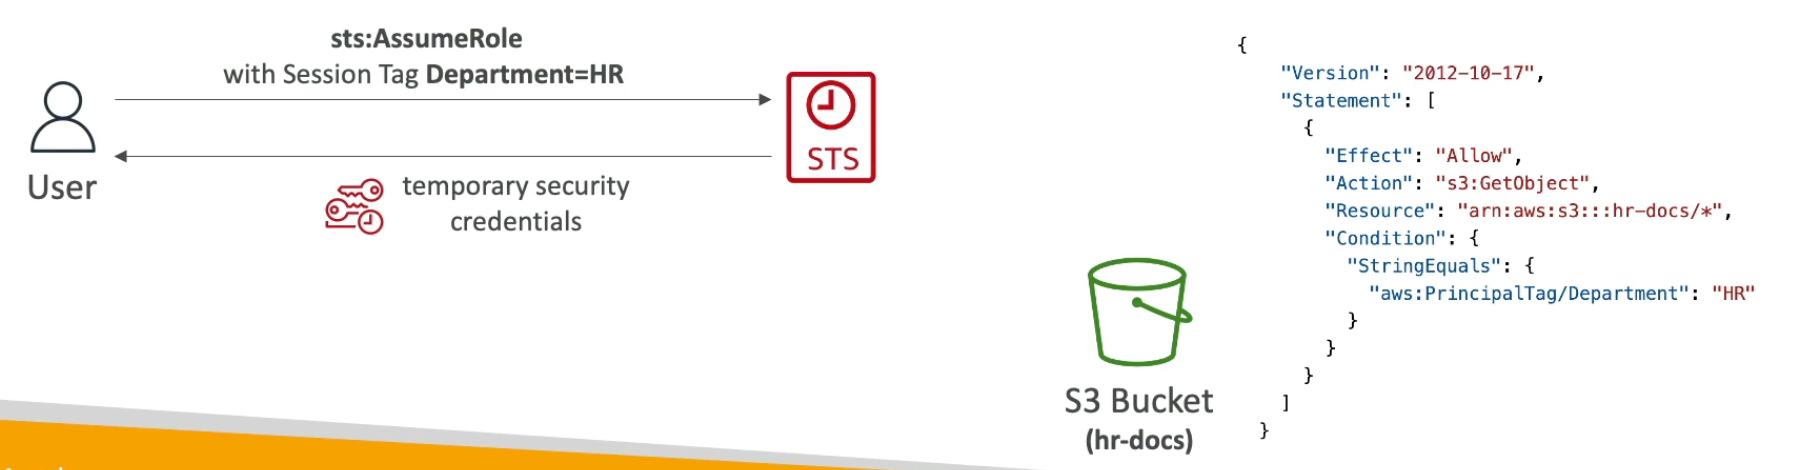 sts:AssumeRole
with Session Tag Department=HR
User
STS
temporary security
credentials
S3 Bucket
(hr-docs)
{
"Version": "2012-10-17",
"Statement": [
{
"Effect": "Allow",
"Action": "s3:GetObject",
"Resource": "arn:aws:s3:::hr-docs/*",
"Condition": {
"StringEquals": {
"aws:PrincipalTag/Department": "HR"
}
}
}
]
}